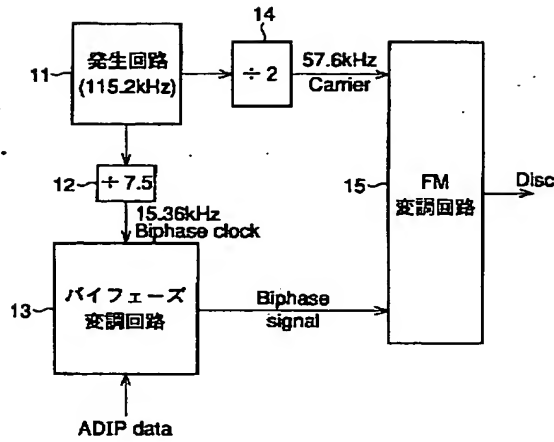 14
発生回路
(115.2kHz)
11
÷ 2
57.6kHz
Carrier
12
÷ 7.5
15.36kHz
Biphase clock
15
FM
変調回路
Disc
13
バイフェーズ
変調回路
Biphase
signal
ADIP data